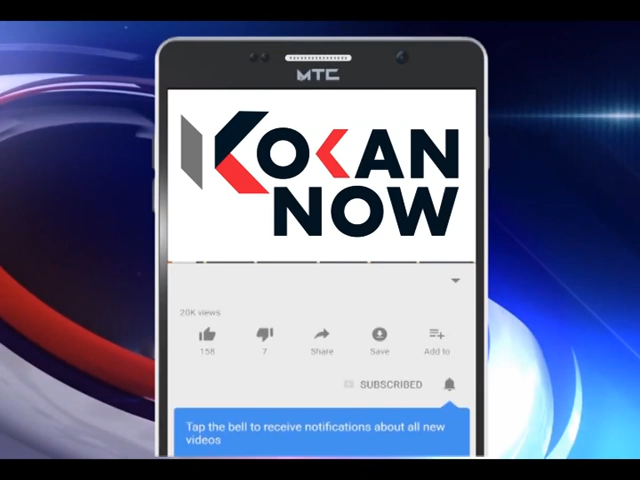 MTC
KOKAN
NOW
20K views
158 7 Share Save Add to
SUBSCRIBED
Tap the bell to receive notifications about all new
videos